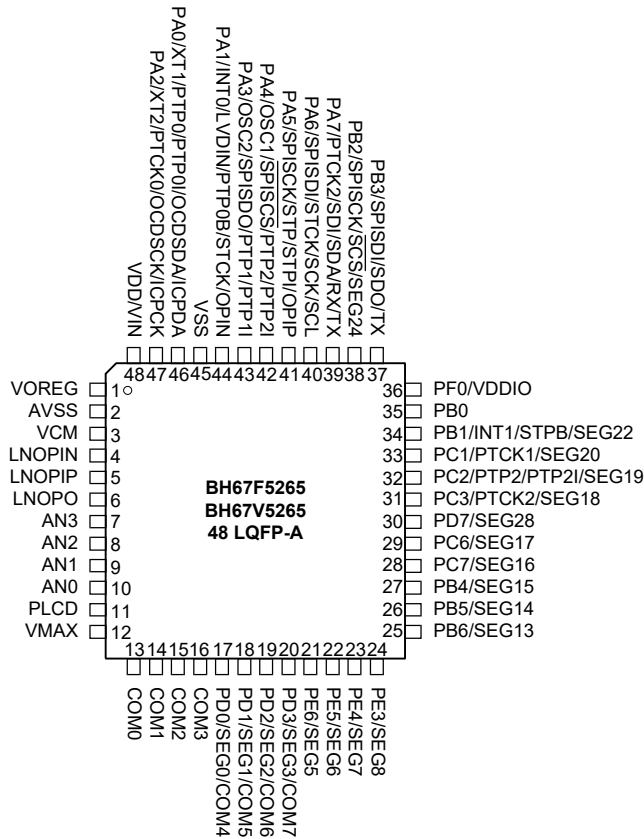 VDD/VIN
PA2/XT2/PTCK0/OCDSCK/ICPCK
PA0/XT1/PTP0/PTP0I/OCDSDA/ICPDA
VSS
PA1/INT0/LVDIN/PTP0B/STCK/OPIN
PA3/OSC2/SPISDO/PTP1/PTP1I
PA4/OSC1/SPISCS/PTP2/PTP2I
PA5/SPISCK/STP/STPI/OPIP
PA6/SPISDI/STCK/SCK/SCL
PA7/PTCK2/SDI/SDA/RX/TX
PB2/SPISCK/SCS/SEG24
PB3/SPISDI/SDO/TX
48 47 46 45 44 43 42 41 40 39 38 37
VOREG 1
AVSS 2
VCM 3
LNOPIN 4
LNOPIP 5
LNOPO 6
AN3 7
AN2 8
AN1 9
AN0 10
PLCD 11
VMAX 12
BH67F5265
BH67V5265
48 LQFP-A
36 PF0/VDDIO
35 PB0
34 PB1/INT1/STPB/SEG22
33 PC1/PTCK1/SEG20
32 PC2/PTP2/PTP2I/SEG19
31 PC3/PTCK2/SEG18
30 PD7/SEG28
29 PC6/SEG17
28 PC7/SEG16
27 PB4/SEG15
26 PB5/SEG14
25 PB6/SEG13
13 14 15 16 17 18 19 20 21 22 23 24
COM0
COM1
COM2
COM3
PD0/SEG0/COM4
PD1/SEG1/COM5
PD2/SEG2/COM6
PD3/SEG3/COM7
PE6/SEG5
PE5/SEG6
PE4/SEG7
PE3/SEG8